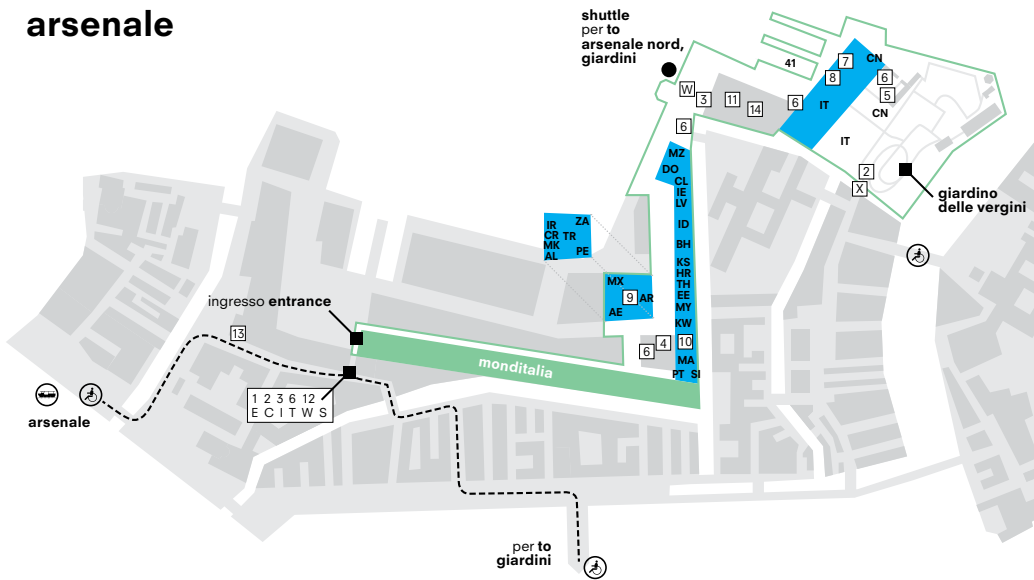 arsenale
shuttle
per to
arsenale nord,
giardini
41
7
CN
8
6
5
W
3
11
14
6
IT
CN
6
IT
MZ
DO
CL
IE
LV
2
X
giardino
delle vergini
ID
BH
KS
HR
TH
EE
MY
KW
10
MA
PT SI
IR
ZA
CR TR
MK
AL
PE
MX
9
AR
AE
4
6
ingresso entrance
13
monditalia
1 2 3 6 12
E C I T W S
arsenale
per to
giardini